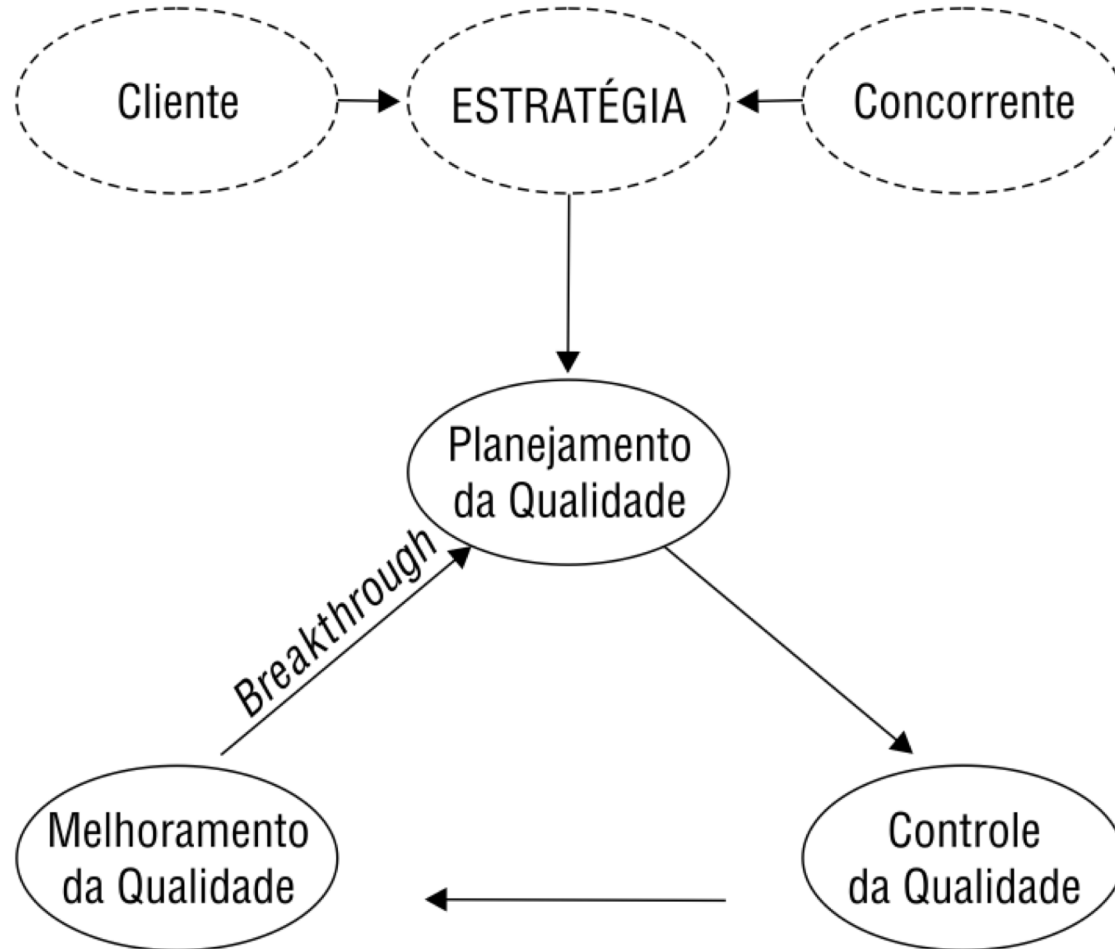 Cliente
ESTRATÉGIA
Concorrente
Planejamento
da Qualidade
Breakthrough
Melhoramento
da Qualidade
Controle
da Qualidade